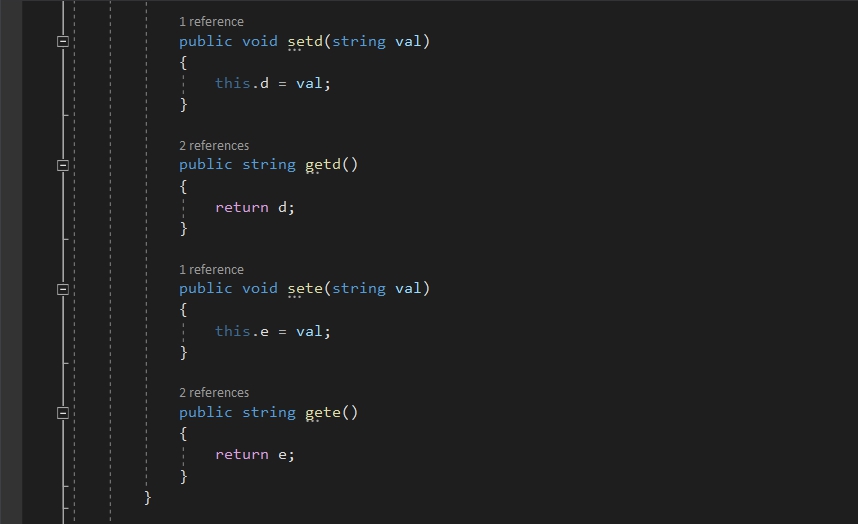 1 reference
public void setd(string val)
{
this.d = val;
}
2 references
public string getd()
{
return d;
}
1 reference
public void sete(string val)
{
this.e = val;
}
2 references
public string gete()
{
return e;
}
}